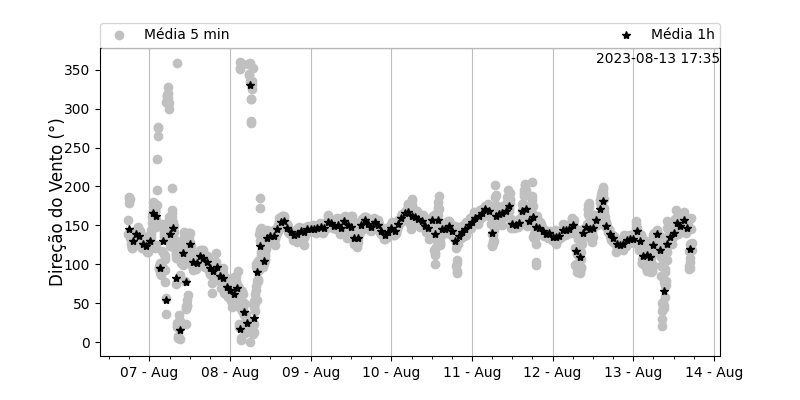 Média 5 min
Média 1h
2023-08-13 17:35
Direção do Vento (°)
350
300
250
200
150
100
50
0
07 - Aug
08 - Aug
09 - Aug
10 - Aug
11 - Aug
12 - Aug
13 - Aug
14 - Aug